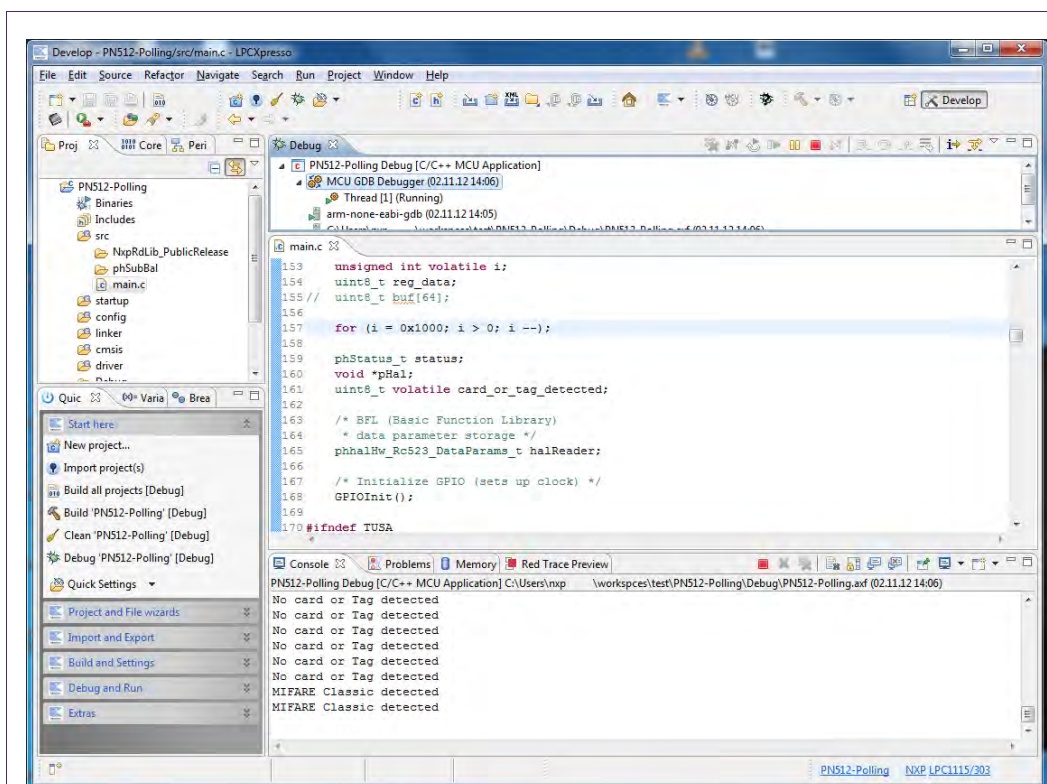 Develop - PN512-Polling/src/main.c - LPCXpresso
File Edit Source Refactor Navigate Search Run Project Window Help
Develop
Proj Core Peri
Debug
PN512-Polling
Binaries
Includes
src
NxpRdLib_PublicRelease
phSubBal
main.c
startup
config
linker
cmsis
driver
PN512-Polling Debug [C/C++ MCU Application]
MCU GDB Debugger (02.11.12 14:06)
Thread [1] (Running)
arm-none-eabi-gdb (02.11.12 14:05)
main.c
153 unsigned int volatile i;
154 uint8_t reg_data;
155 // uint8_t buf[64];
156
157 for (i = 0x1000; i > 0; i --);
158
159 phStatus_t status;
160 void *pHal;
161 uint8_t volatile card_or_tag_detected;
162
163 /* BFL (Basic Function Library)
164 * data parameter storage */
165 phhalHw_Rc523_DataParams_t halReader;
166
167 /* Initialize GPIO (sets up clock) */
168 GPIOInit();
169
170 #ifndef TUSA
Quic Varia Brea
Start here
New project...
Import project(s)
Build all projects [Debug]
Build 'PN512-Polling' [Debug]
Clean 'PN512-Polling' [Debug]
Debug 'PN512-Polling' [Debug]
Quick Settings
Project and File wizards
Import and Export
Build and Settings
Debug and Run
Extras
Console Problems Memory Red Trace Preview
PN512-Polling Debug [C/C++ MCU Application] C:\Users\nxp \workspces\test\PN512-Polling\Debug\PN512-Polling.axf (02.11.12 14:06)
No card or Tag detected
No card or Tag detected
No card or Tag detected
No card or Tag detected
No card or Tag detected
No card or Tag detected
MIFARE Classic detected
MIFARE Classic detected
PN512-Polling NXP LPC1115/303